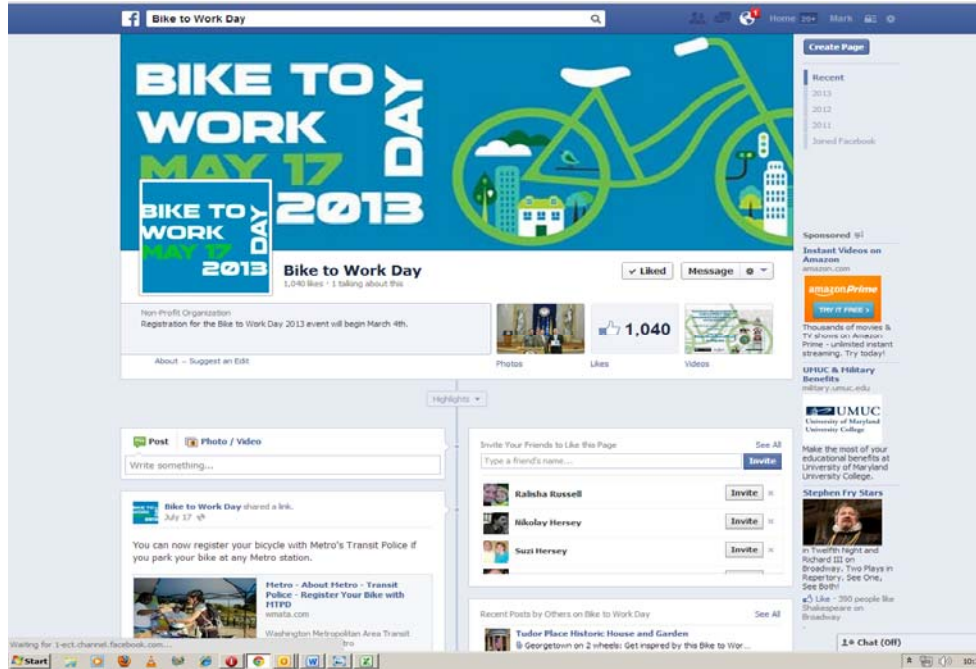 Bike to Work Day
1
Home 20+ Mark
BIKE TO
WORK
MAY 17
2013
DAY
BIKE TO
WORK
MAY 17
2013
DAY
Bike to Work Day
1,040 likes · 1 talking about this
Liked
Message
Non-Profit Organization
Registration for the Bike to Work Day 2013 event will begin March 4th.
About – Suggest an Edit
1,040
Photos
Likes
Videos
Highlights
Post
Photo / Video
Write something...
Bike to Work Day shared a link.
July 17
You can now register your bicycle with Metro's Transit Police if
you park your bike at any Metro station.
Metro - About Metro - Transit
Police - Register Your Bike with
MTPD
wmata.com
Washington Metropolitan Area Transit
Invite Your Friends to Like this Page
See All
Type a friend's name...
Invite
Ralisha Russell
Invite
Nikolay Hersey
Invite
Suzi Hersey
Invite
Recent Posts by Others on Bike to Work Day
See All
Tudor Place Historic House and Garden
Georgetown on 2 wheels: Get inspired by this Bike to Wor...
Create Page
Recent
2013
2012
2011
Joined Facebook
Sponsored
Instant Videos on
Amazon
amazon.com
amazonPrime
TRY IT FREE >
Thousands of movies &
TV shows on Amazon
Prime - unlimited instant
streaming. Try today!
UMUC & Military
Benefits
military.umuc.edu
UMUC
University of Maryland
University College
Make the most of your
educational benefits at
University of Maryland
University College.
Stephen Fry Stars
in Twelfth Night and
Richard III on
Broadway. Two Plays in
Repertory. See One,
See Both!
Like · 390 people like
Shakespeare on
Broadway
Waiting for 1-ect.channel.facebook.com...
Chat (Off)
Start
10: